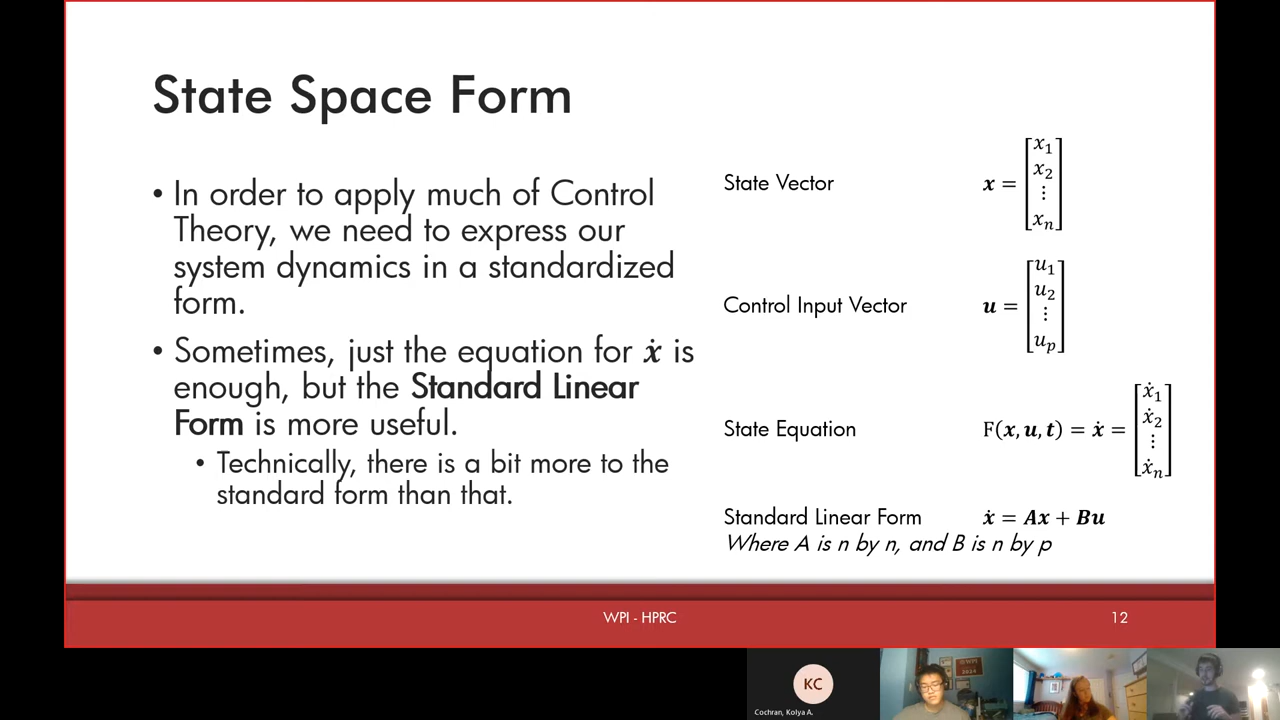 State Space Form
• In order to apply much of Control
Theory, we need to express our
system dynamics in a standardized
form.
• Sometimes, just the equation for ẋ is
enough, but the Standard Linear
Form is more useful.
• Technically, there is a bit more to the
standard form than that.
State Vector x = [x₁ x₂ ⋮ xₙ]
Control Input Vector u = [u₁ u₂ ⋮ uₚ]
State Equation F(x, u, t) = ẋ = [ẋ₁ ẋ₂ ⋮ ẋₙ]
Standard Linear Form ẋ = Ax + Bu
Where A is n by n, and B is n by p
WPI - HPRC 12
KC
Cochran, Kolya A.